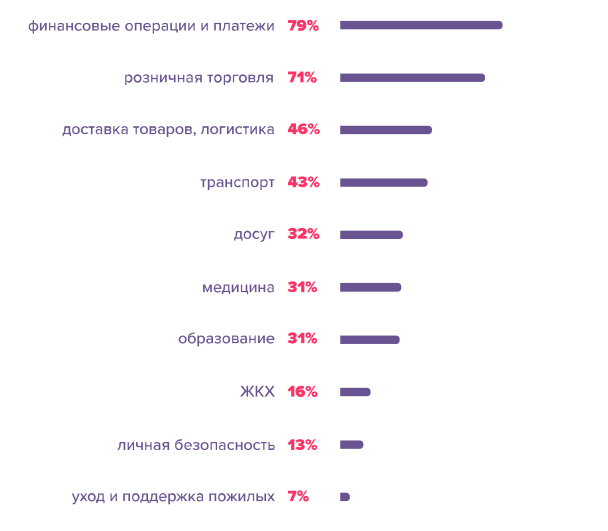 финансовые операции и платежи 79%
розничная торговля 71%
доставка товаров, логистика 46%
транспорт 43%
досуг 32%
медицина 31%
образование 31%
ЖКХ 16%
личная безопасность 13%
уход и поддержка пожилых 7%